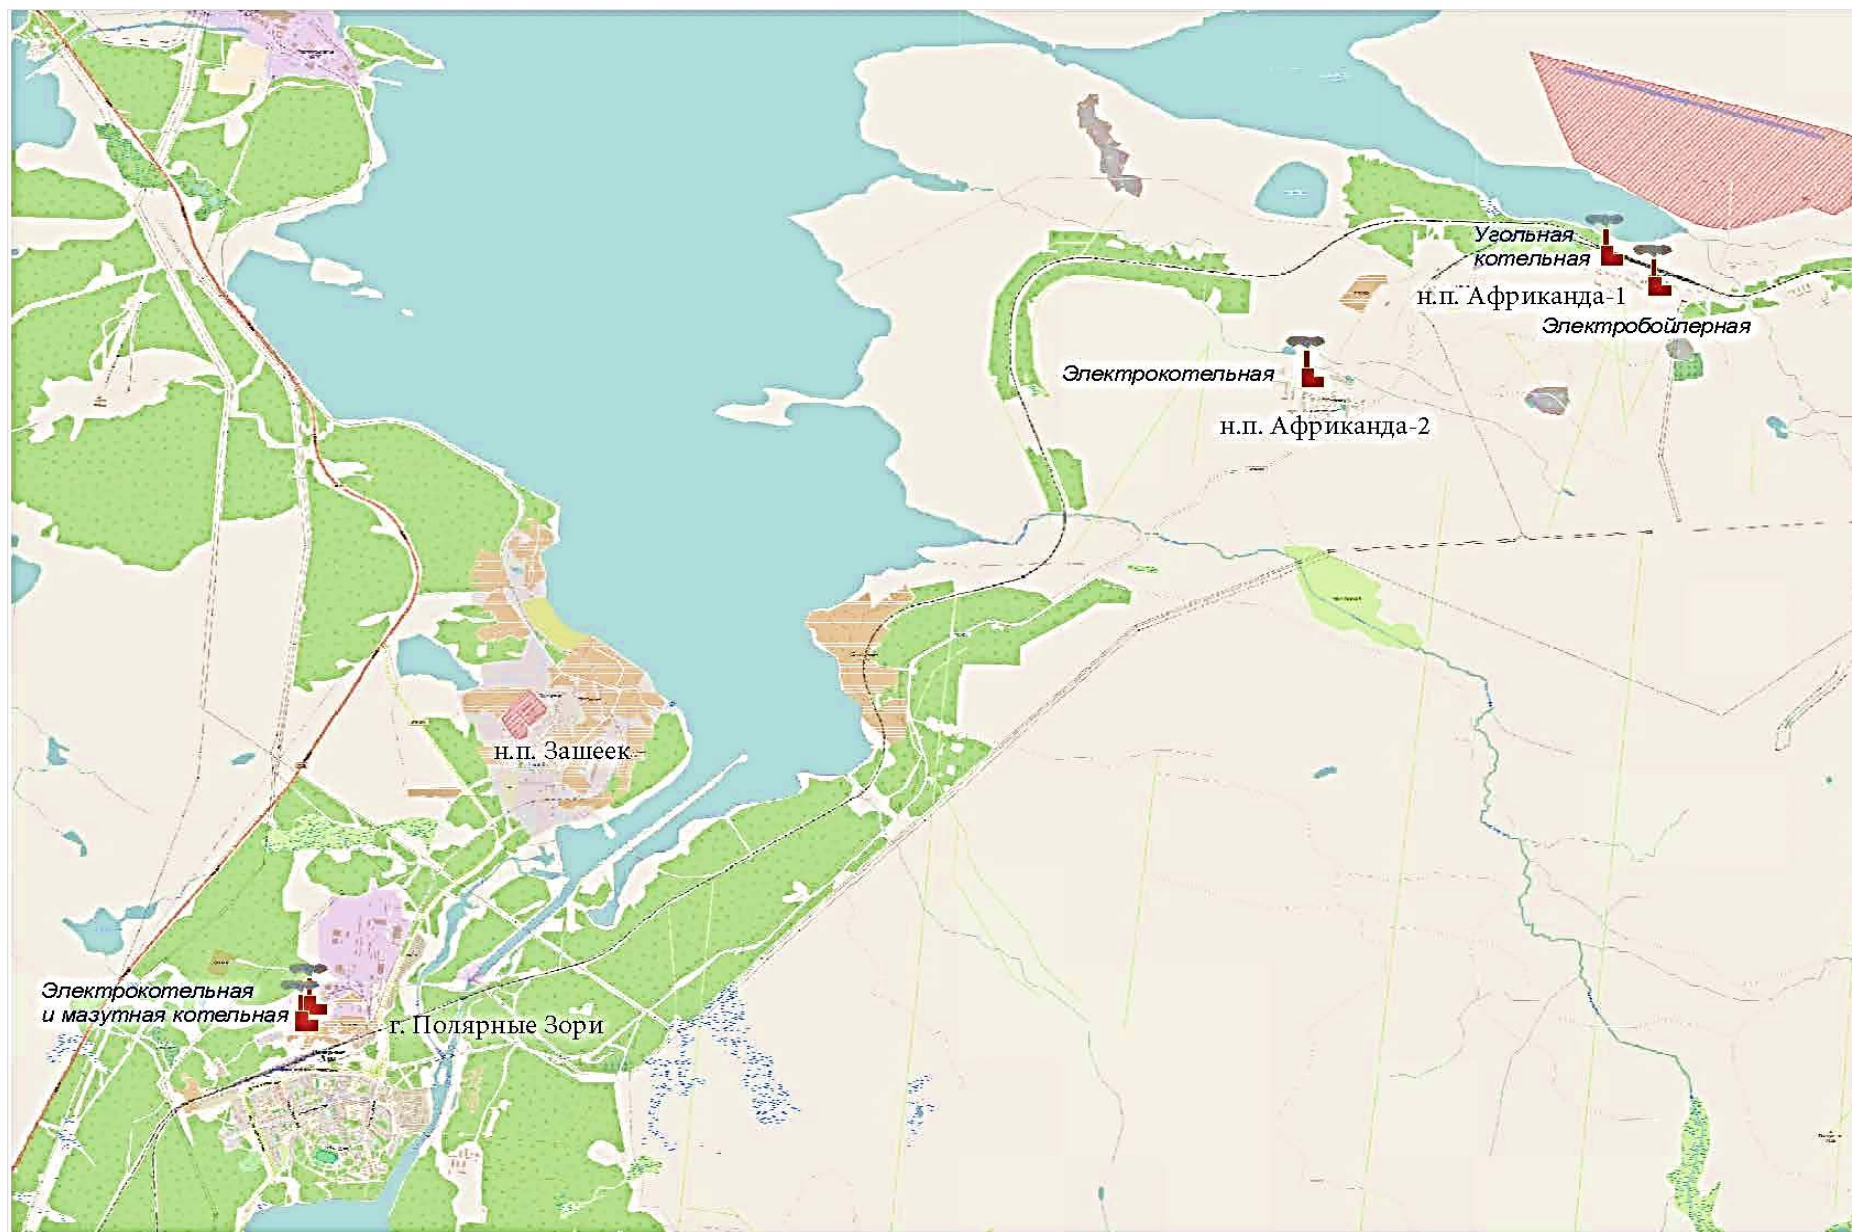 Угольная
котельная
н.п. Африканда-1
Электробойлерная
Электрокотельная
н.п. Африканда-2
н.п. Зашеек
Электрокотельная
и мазутная котельная
г. Полярные Зори